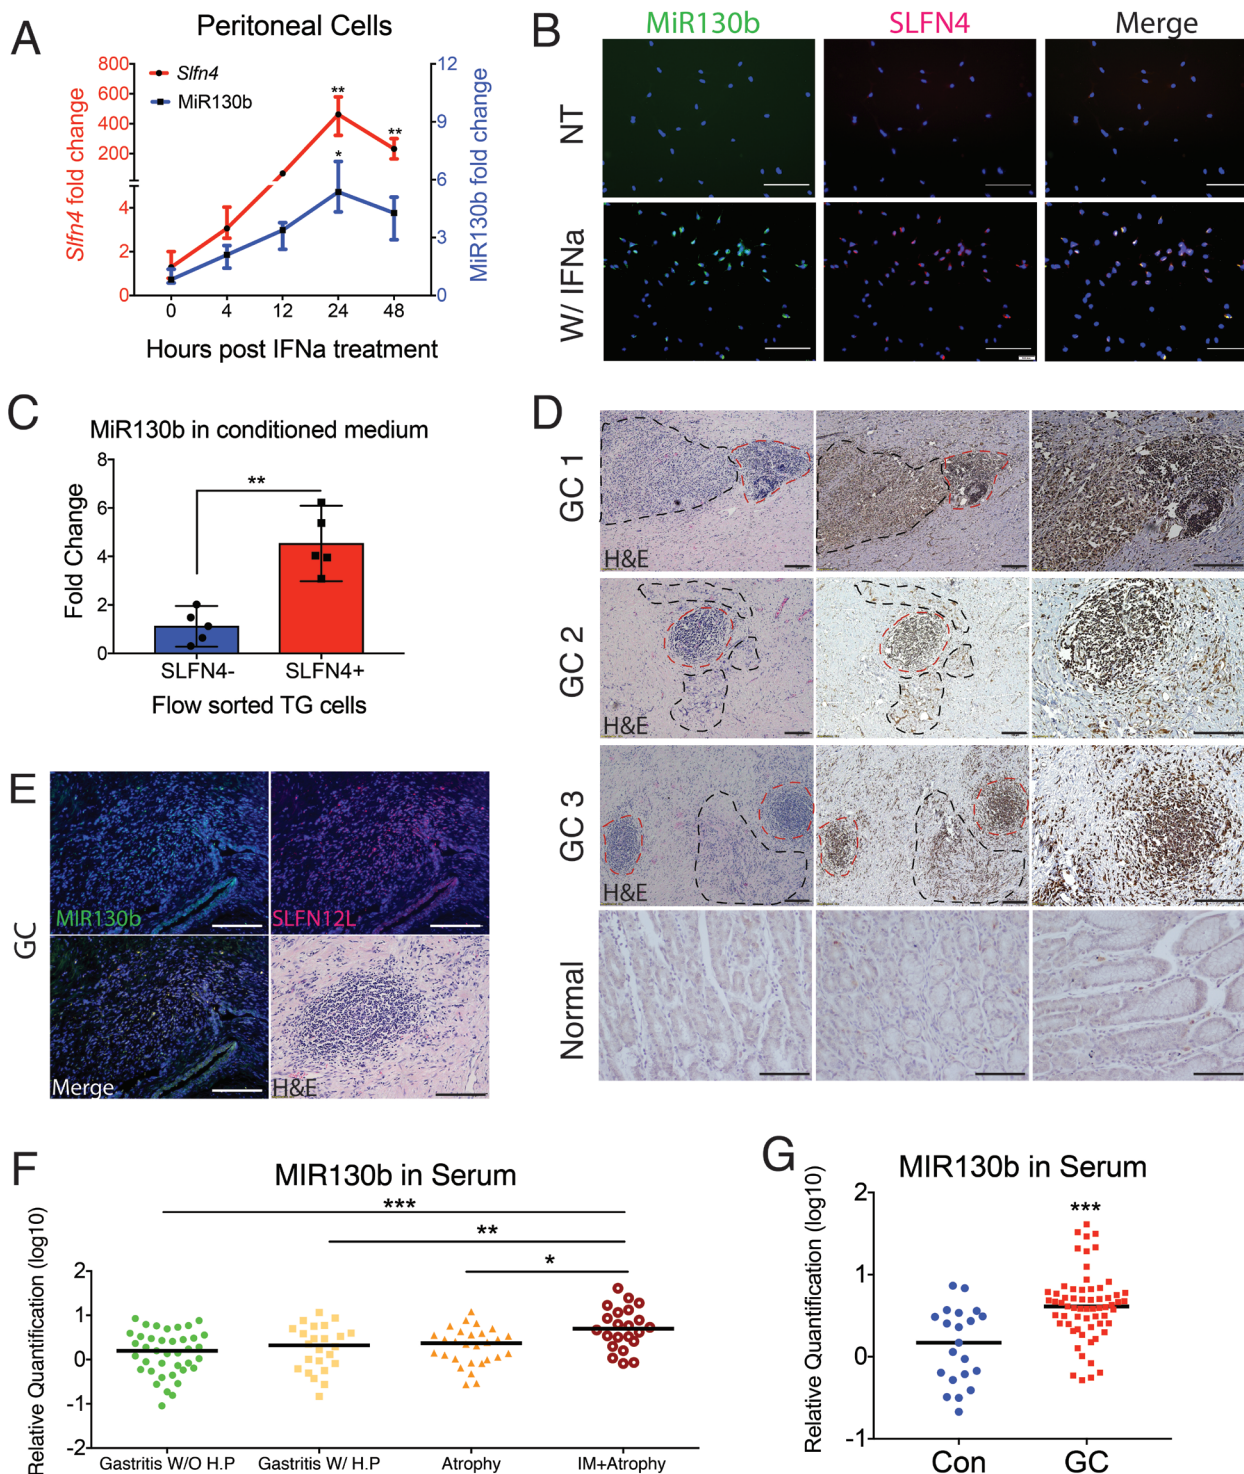 A
Peritoneal Cells
Slfn4
MiR130b
Slfn4 fold change
800
600
400
200
4
2
0
MiR130b fold change
12
9
6
3
0
**
**
*
0 4 12 24 48
Hours post IFNa treatment
B
MiR130b SLFN4 Merge
NT
W/ IFNa
C
MiR130b in conditioned medium
Fold Change
8
6
4
2
0
**
SLFN4- SLFN4+
Flow sorted TG cells
D
GC 1
H&E
GC 2
H&E
GC 3
H&E
Normal
E
GC
MIR130b
SLFN12L
Merge
H&E
F
MIR130b in Serum
Relative Quantification (log10)
2
1
0
-1
-2
***
**
*
Gastritis W/O H.P Gastritis W/ H.P Atrophy IM+Atrophy
G
MIR130b in Serum
Relative Quantification (log10)
2
1
0
-1
***
Con GC